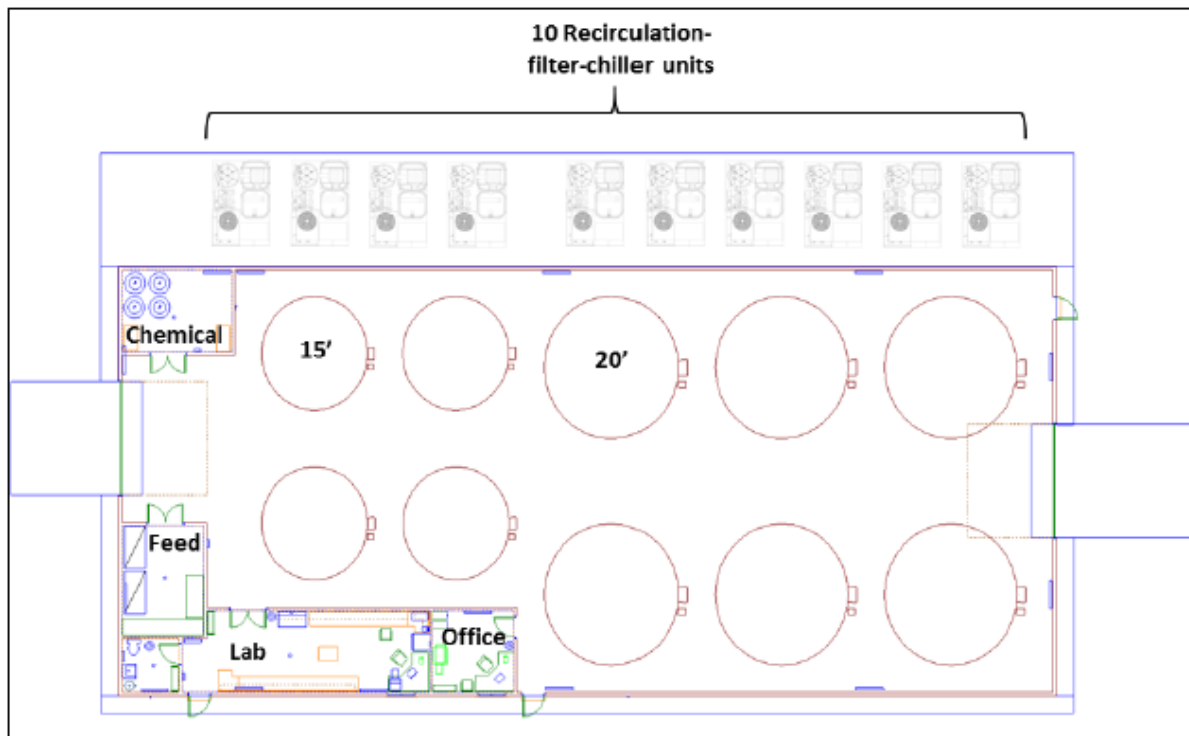 10 Recirculation-
filter-chiller units
Chemical
15'
20'
Feed
Lab
Office